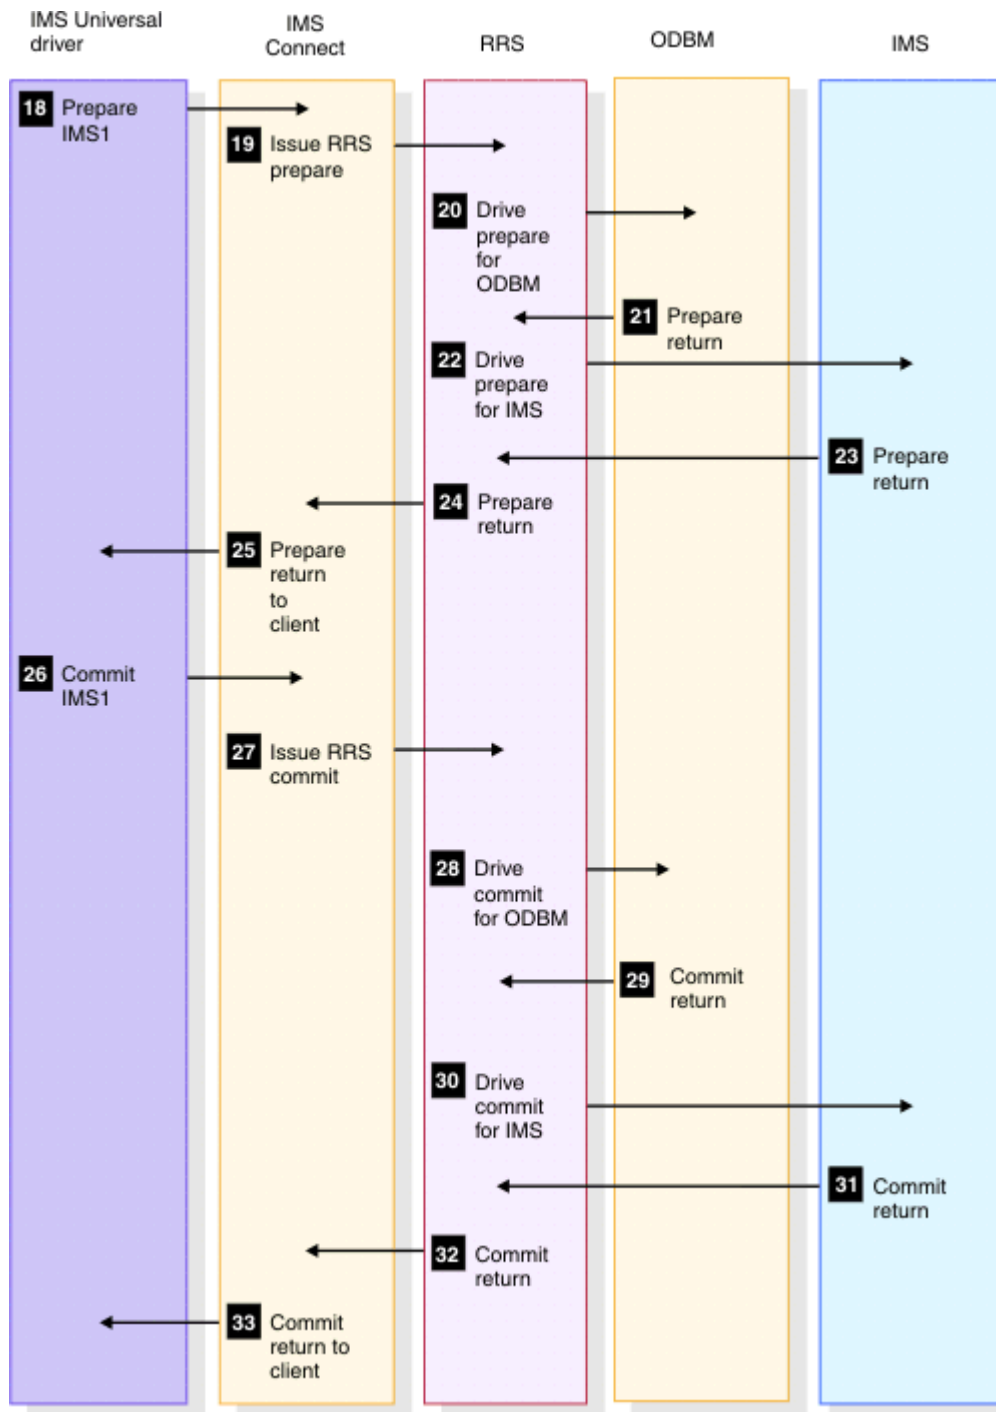 IMS Universal
driver
IMS
Connect
RRS
ODBM
IMS
18 Prepare
IMS1
19 Issue RRS
prepare
20 Drive
prepare
for
ODBM
21 Prepare
return
22 Drive
prepare
for IMS
23 Prepare
return
24 Prepare
return
25 Prepare
return
to
client
26 Commit
IMS1
27 Issue RRS
commit
28 Drive
commit
for ODBM
29 Commit
return
30 Drive
commit
for IMS
31 Commit
return
32 Commit
return
33 Commit
return to
client